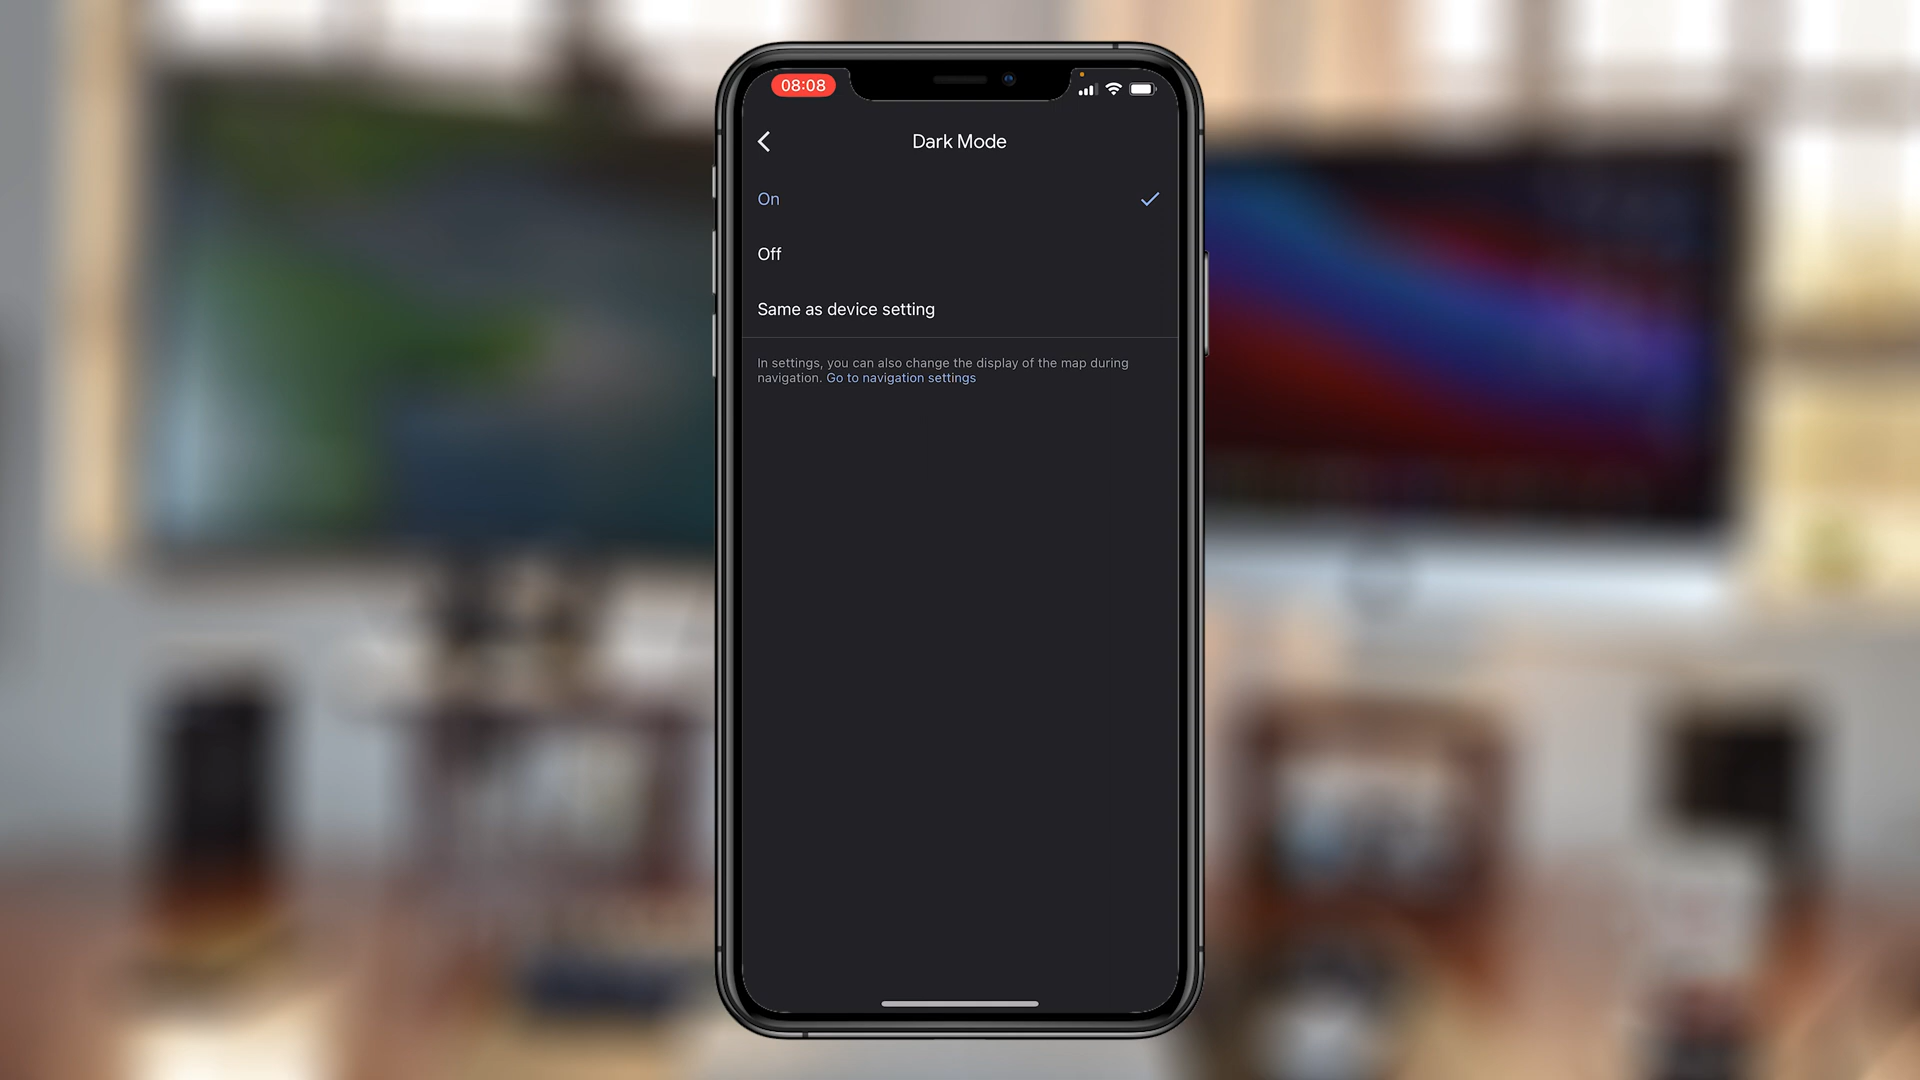 08:08
Dark Mode
On
Off
Same as device setting
In settings, you can also change the display of the map during
navigation. Go to navigation settings